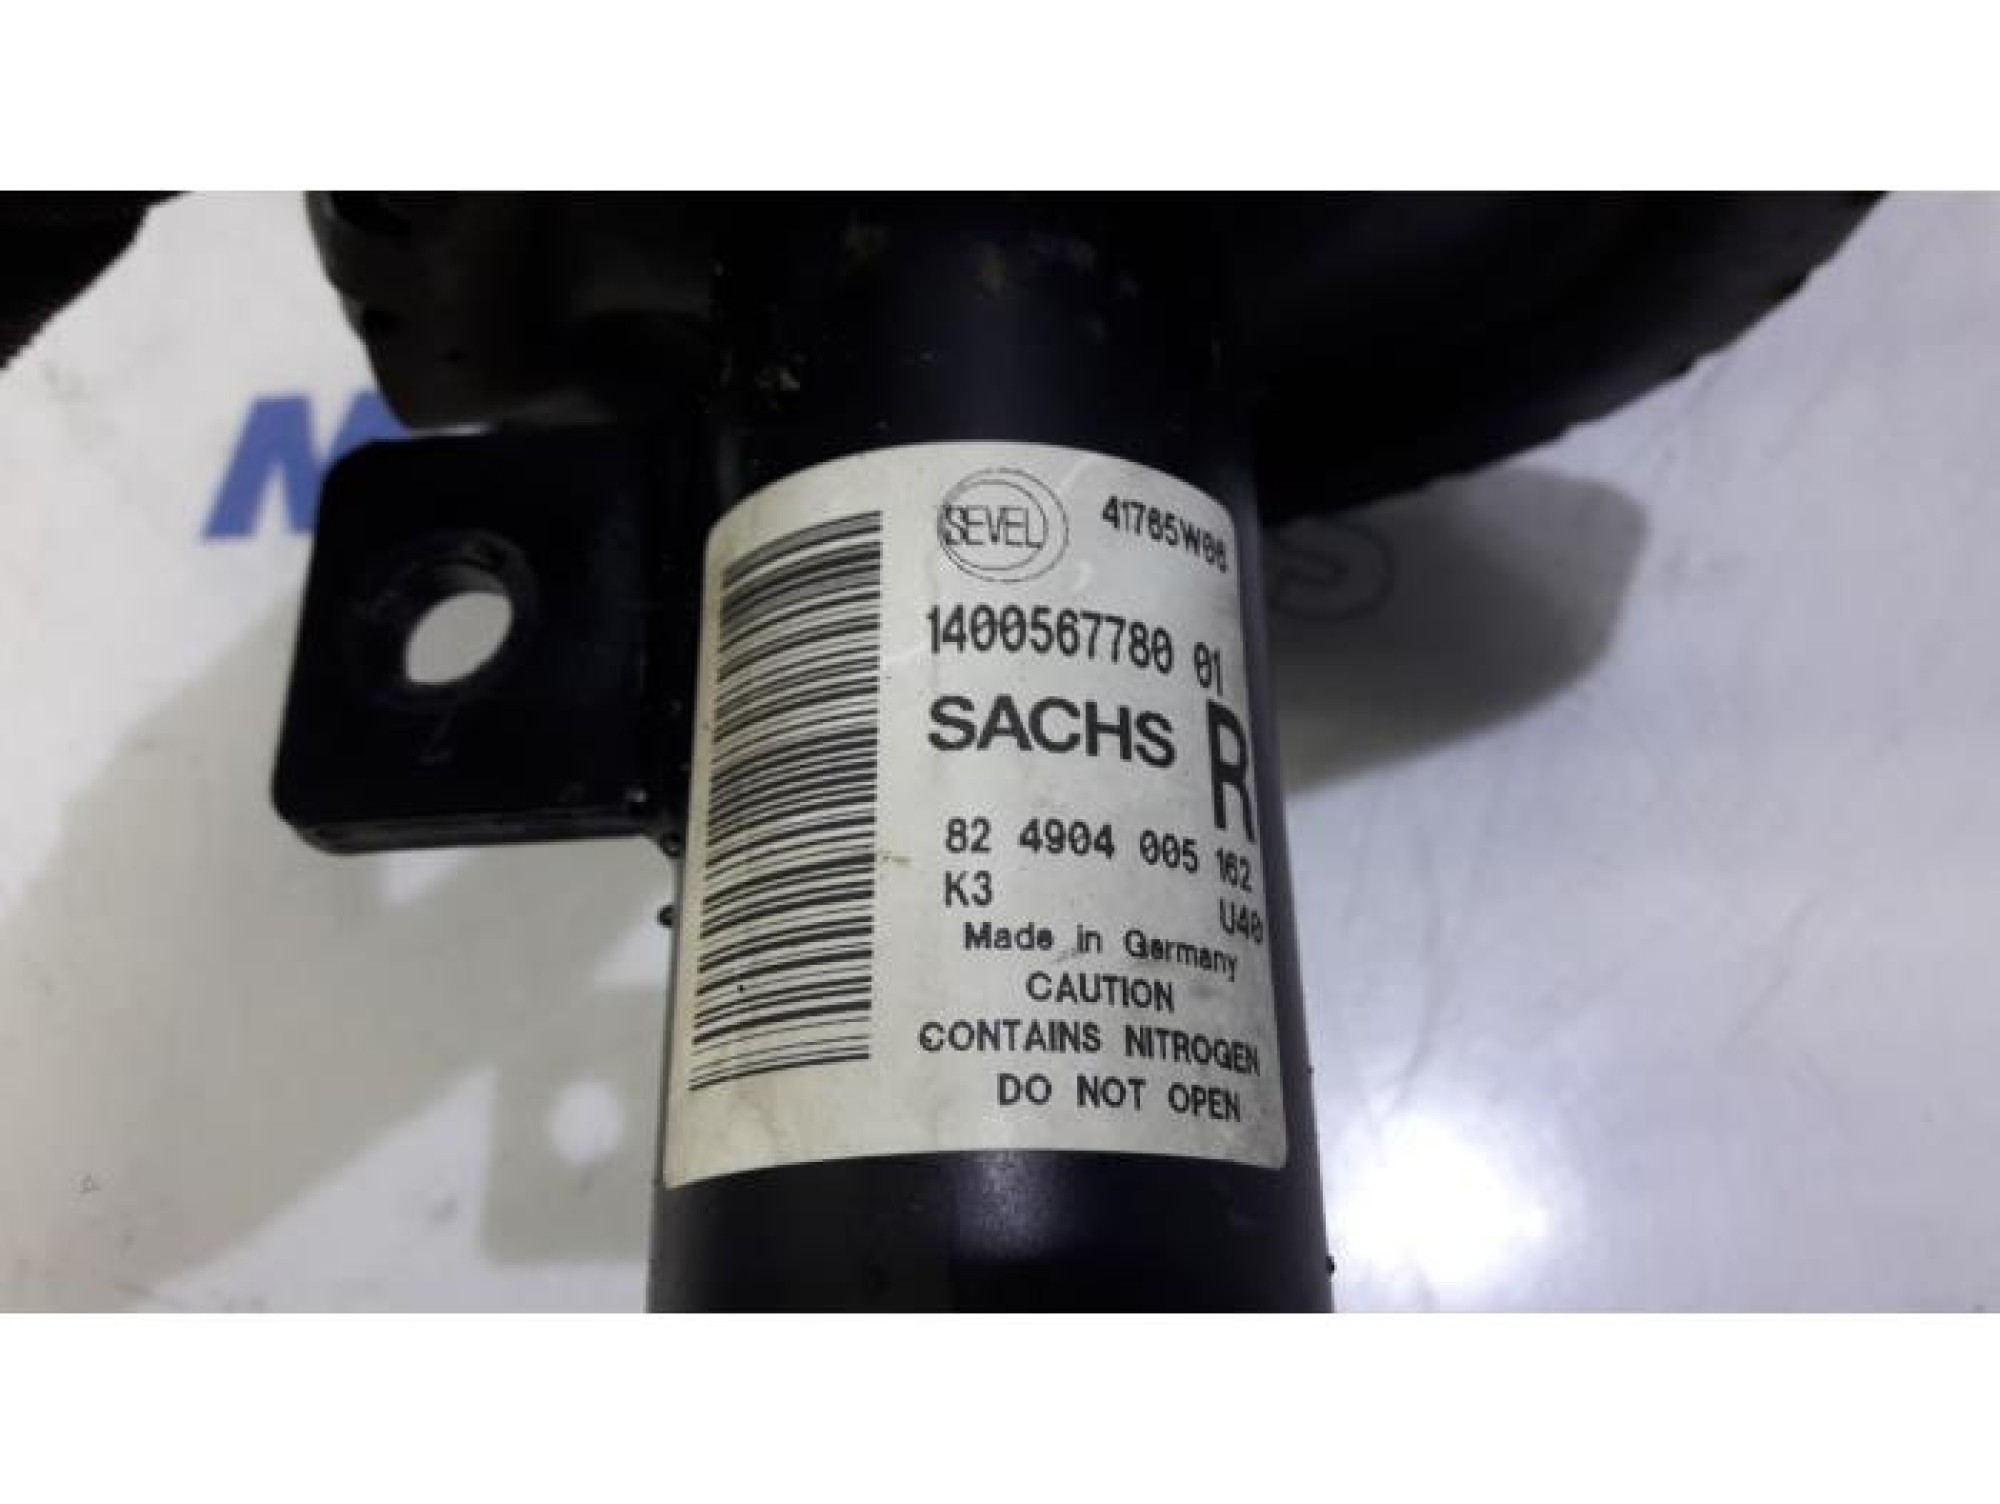 SEVEL 41765W06
1400567780 01
SACHS R
82 4904 005 162
K3 U40
Made in Germany
CAUTION
CONTAINS NITROGEN
DO NOT OPEN